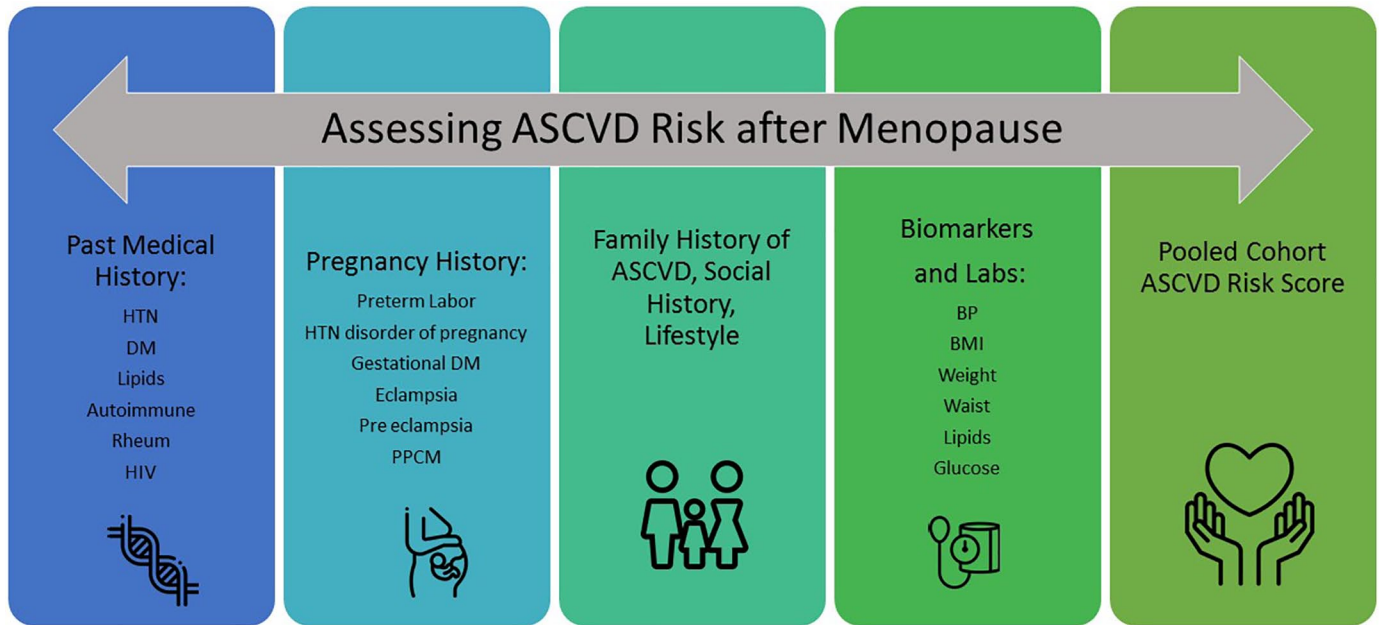 Assessing ASCVD Risk after Menopause
Past Medical
History:
HTN
DM
Lipids
Autoimmune
Rheum
HIV
Pregnancy History:
Preterm Labor
HTN disorder of pregnancy
Gestational DM
Eclampsia
Pre eclampsia
PPCM
Family History of
ASCVD, Social
History,
Lifestyle
Biomarkers
and Labs:
BP
BMI
Weight
Waist
Lipids
Glucose
Pooled Cohort
ASCVD Risk Score